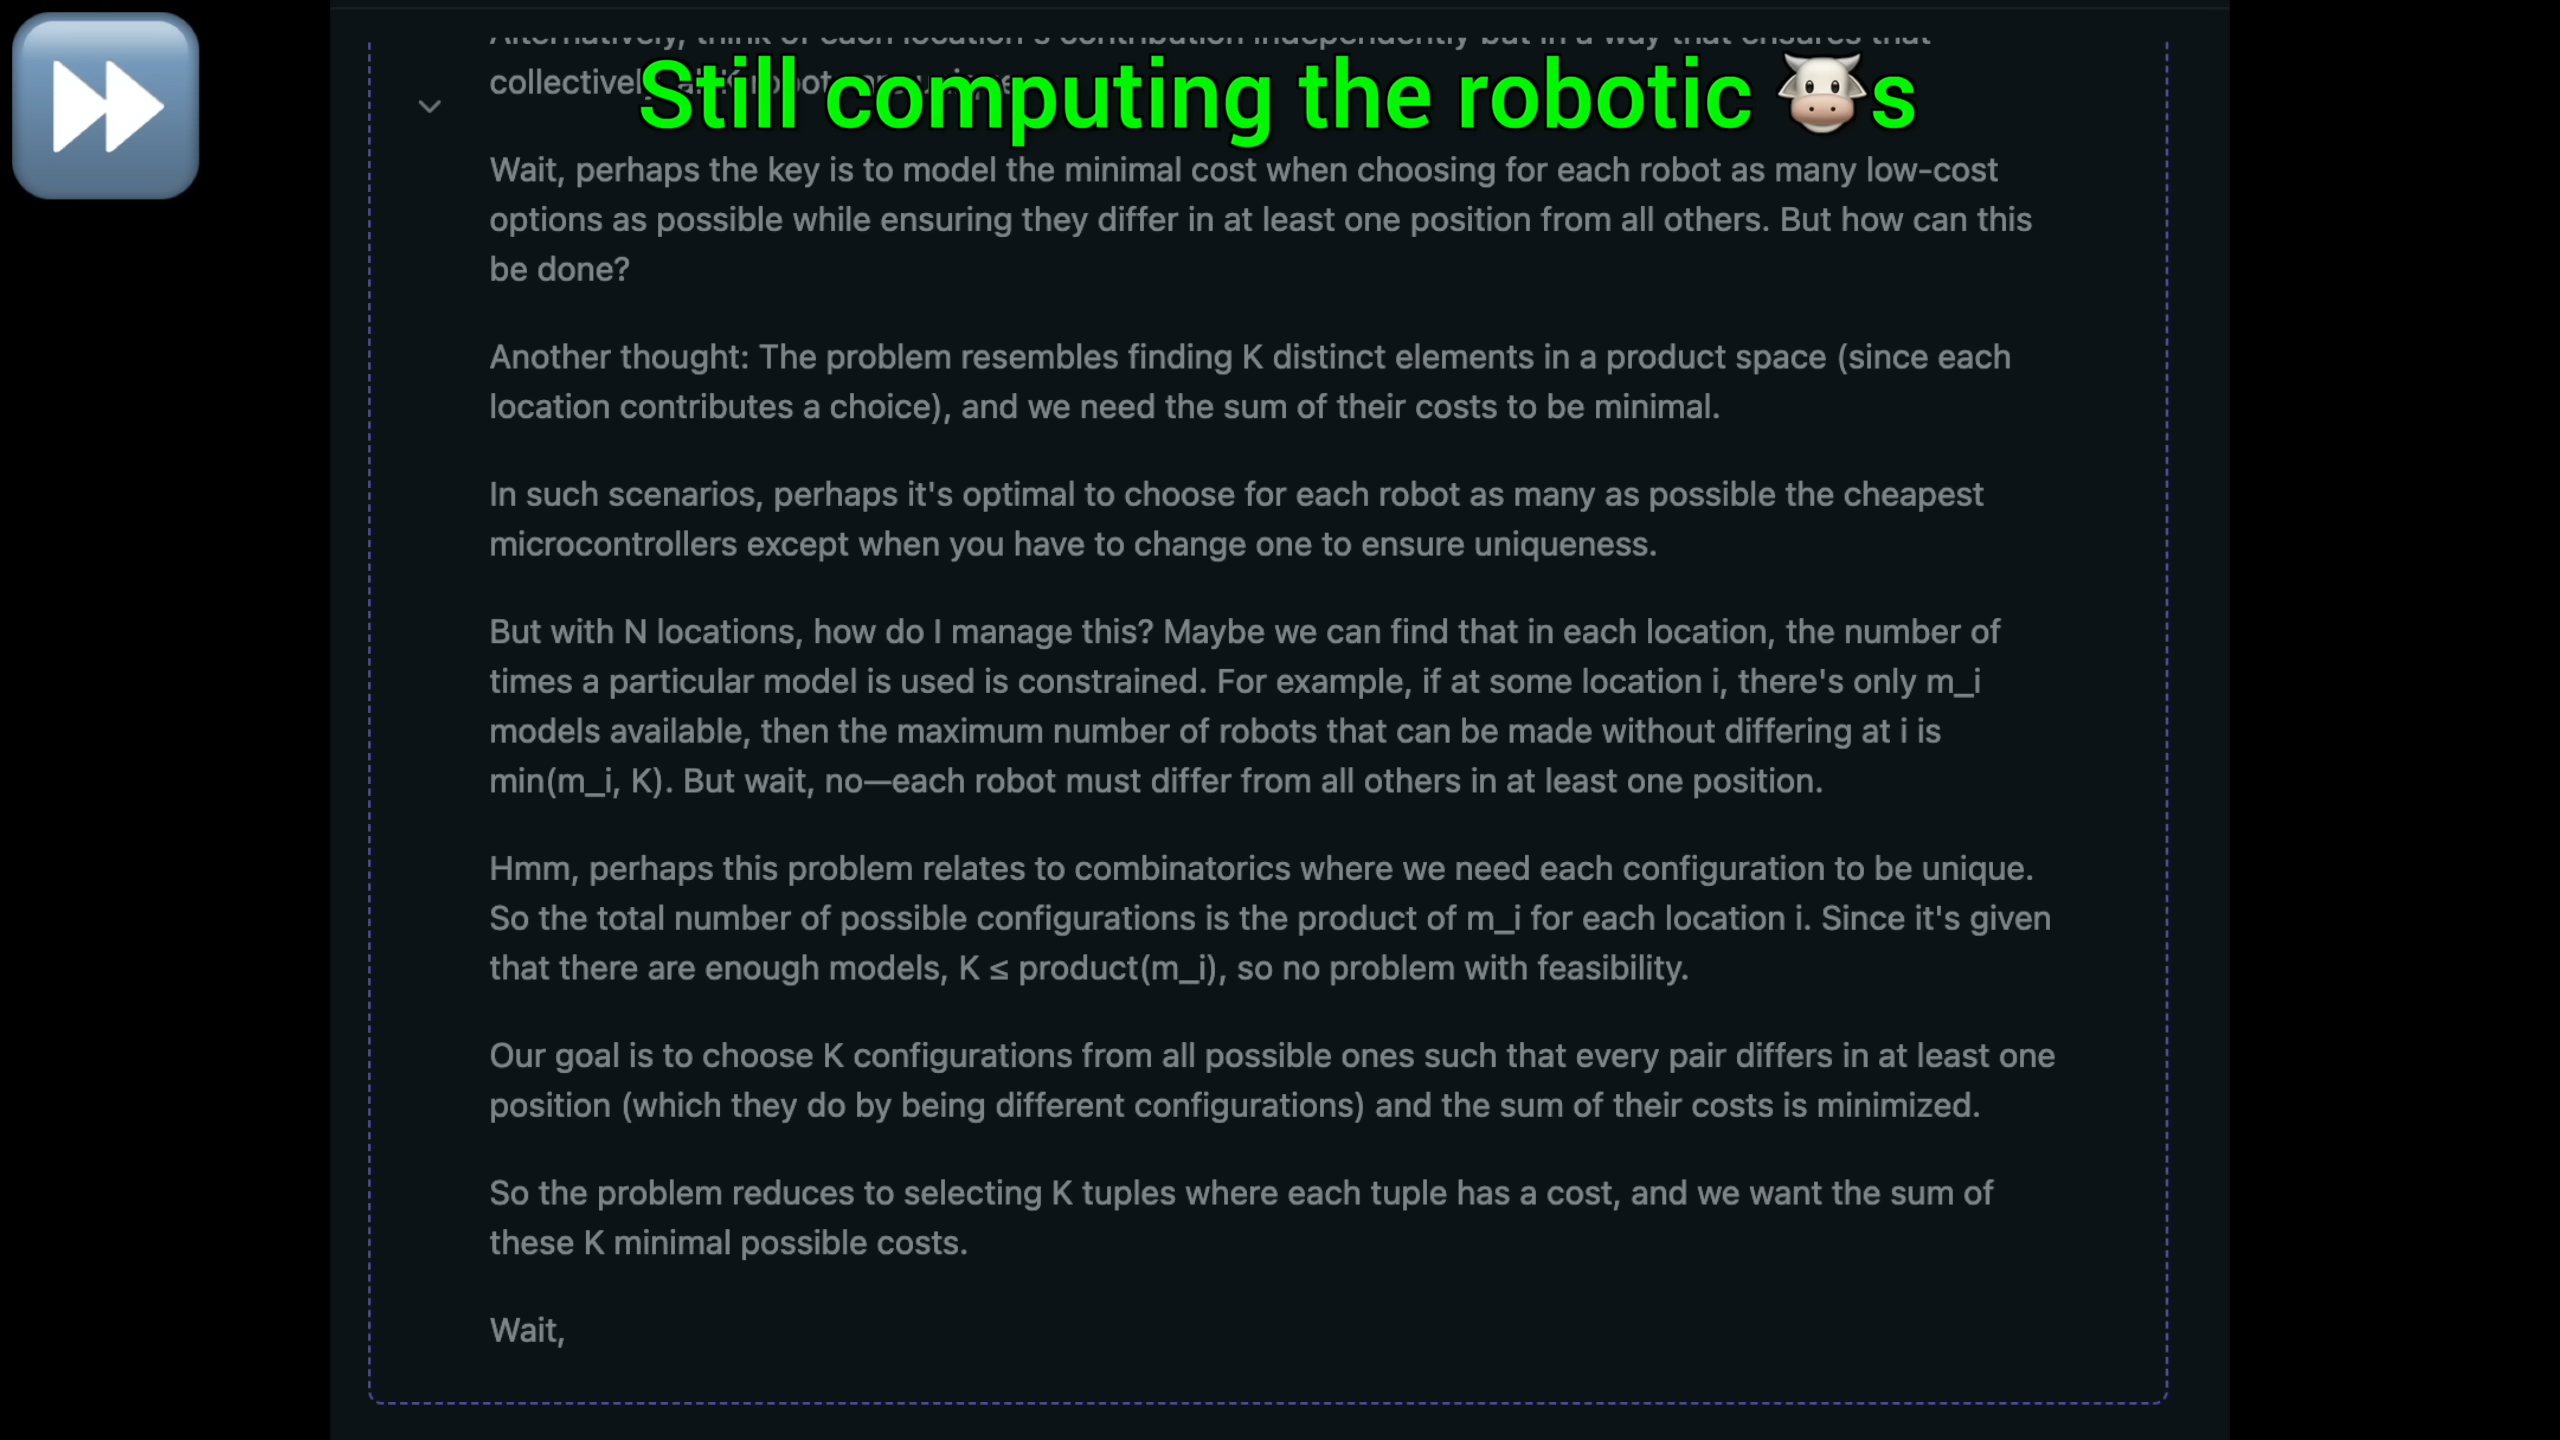 Alternatively, think of each location's contribution independently but in a way that ensures that
Still computing the robotic 🐮s
collectively all K robots are unique.
Wait, perhaps the key is to model the minimal cost when choosing for each robot as many low-cost
options as possible while ensuring they differ in at least one position from all others. But how can this
be done?
Another thought: The problem resembles finding K distinct elements in a product space (since each
location contributes a choice), and we need the sum of their costs to be minimal.
In such scenarios, perhaps it's optimal to choose for each robot as many as possible the cheapest
microcontrollers except when you have to change one to ensure uniqueness.
But with N locations, how do I manage this? Maybe we can find that in each location, the number of
times a particular model is used is constrained. For example, if at some location i, there's only m_i
models available, then the maximum number of robots that can be made without differing at i is
min(m_i, K). But wait, no—each robot must differ from all others in at least one position.
Hmm, perhaps this problem relates to combinatorics where we need each configuration to be unique.
So the total number of possible configurations is the product of m_i for each location i. Since it's given
that there are enough models, K ≤ product(m_i), so no problem with feasibility.
Our goal is to choose K configurations from all possible ones such that every pair differs in at least one
position (which they do by being different configurations) and the sum of their costs is minimized.
So the problem reduces to selecting K tuples where each tuple has a cost, and we want the sum of
these K minimal possible costs.
Wait,